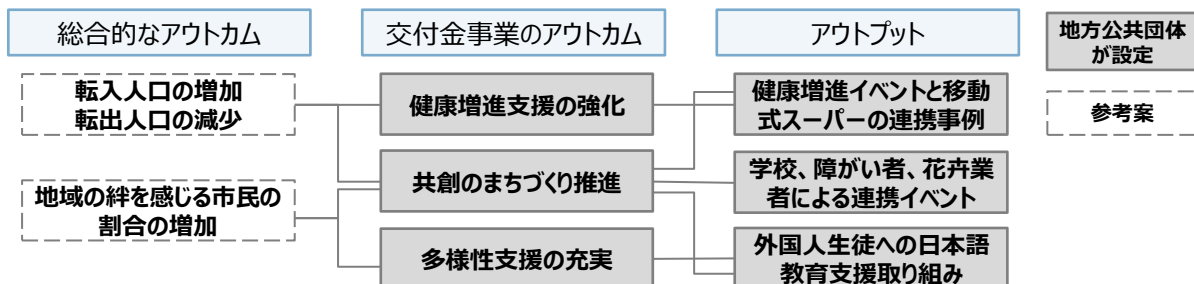 総合的なアウトカム
交付金事業のアウトカム
アウトプット
地方公共団体
が設定
転入人口の増加
転出人口の減少
健康増進支援の強化
健康増進イベントと移動
式スーパーの連携事例
参考案
地域の絆を感じる市民の
割合の増加
共創のまちづくり推進
学校、障がい者、花卉業
者による連携イベント
多様性支援の充実
外国人生徒への日本語
教育支援取り組み